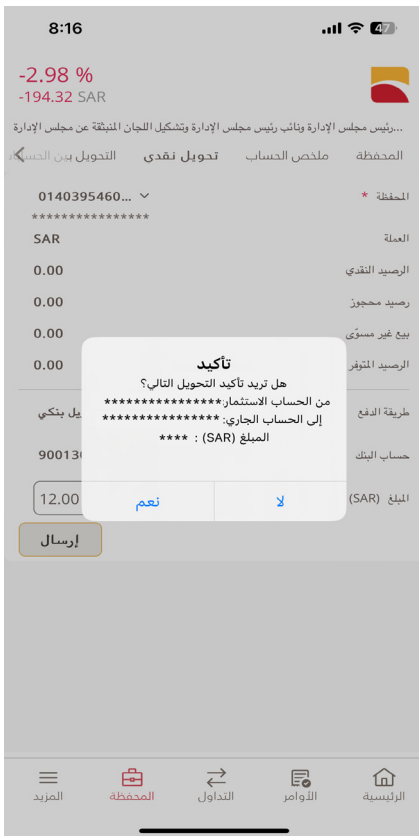 8:16
47
-2.98 %
-194.32 SAR
...رئيس مجلس الإدارة ونائب رئيس مجلس الإدارة وتشكيل اللجان المنبثقة عن مجلس الإدارة
المحفظة ملخص الحساب تحويل نقدي التحويل بين
المحفظة *
0140395460...
****************
العملة
SAR
الرصيد النقدي
0.00
رصيد محجوز
0.00
بيع غير مسوّى
0.00
الرصيد المتوفر
0.00
تأكيد
هل تريد تأكيد التحويل التالي؟
من الحساب الاستثمار:****************
إلى الحساب الجاري: ****************
المبلغ (SAR) : ****
لا
نعم
طريقة الدفع
بنكي
حساب البنك
المبلغ (SAR)
12.00
إرسال
الرئيسية
الأوامر
التداول
المحفظة
المزيد